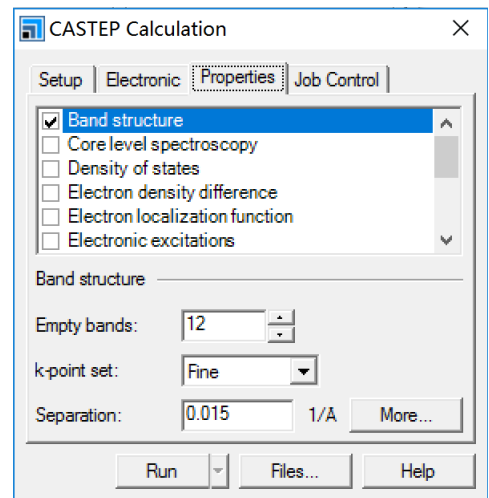 CASTEP Calculation
Setup Electronic Properties Job Control
Band structure
Core level spectroscopy
Density of states
Electron density difference
Electron localization function
Electronic excitations
Band structure
Empty bands: 12
k-point set: Fine
Separation: 0.015 1/A More...
Run Files... Help